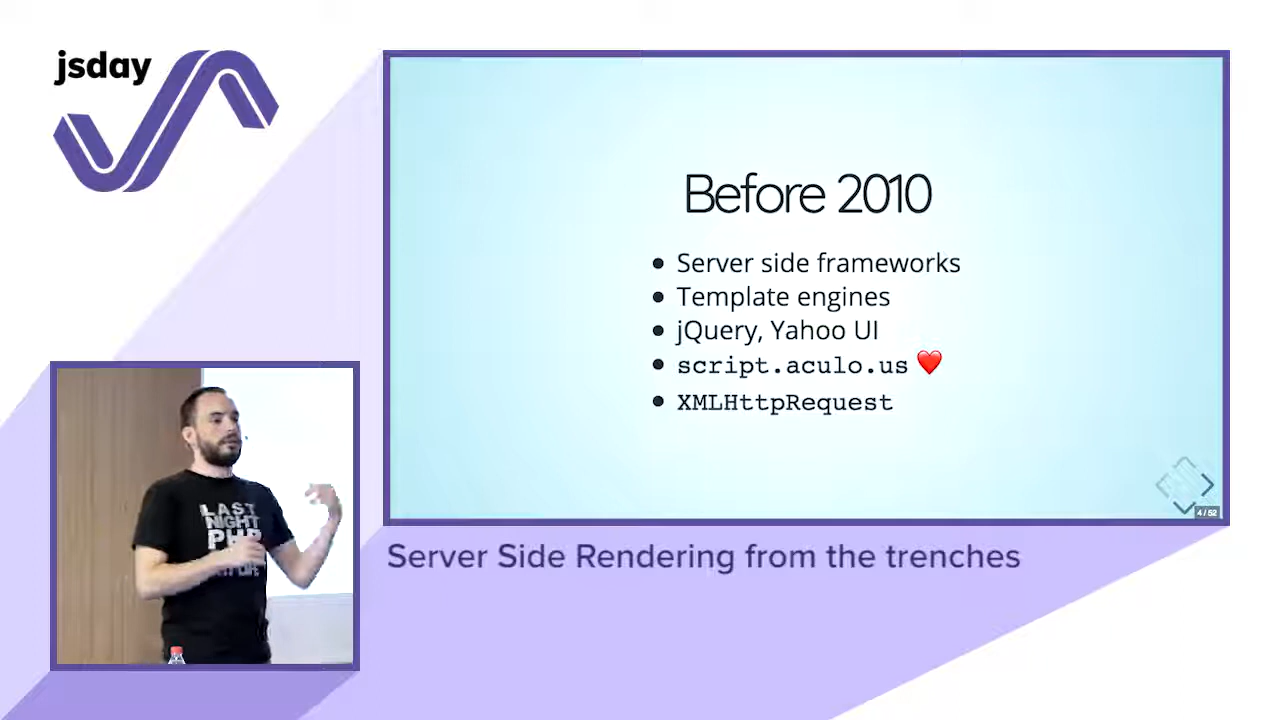 jsday
Before 2010
Server side frameworks
Template engines
jQuery, Yahoo UI
script.aculo.us ❤️
XMLHttpRequest
4 / 52
LAST
NIGHT
PHP
LIFE
Server Side Rendering from the trenches